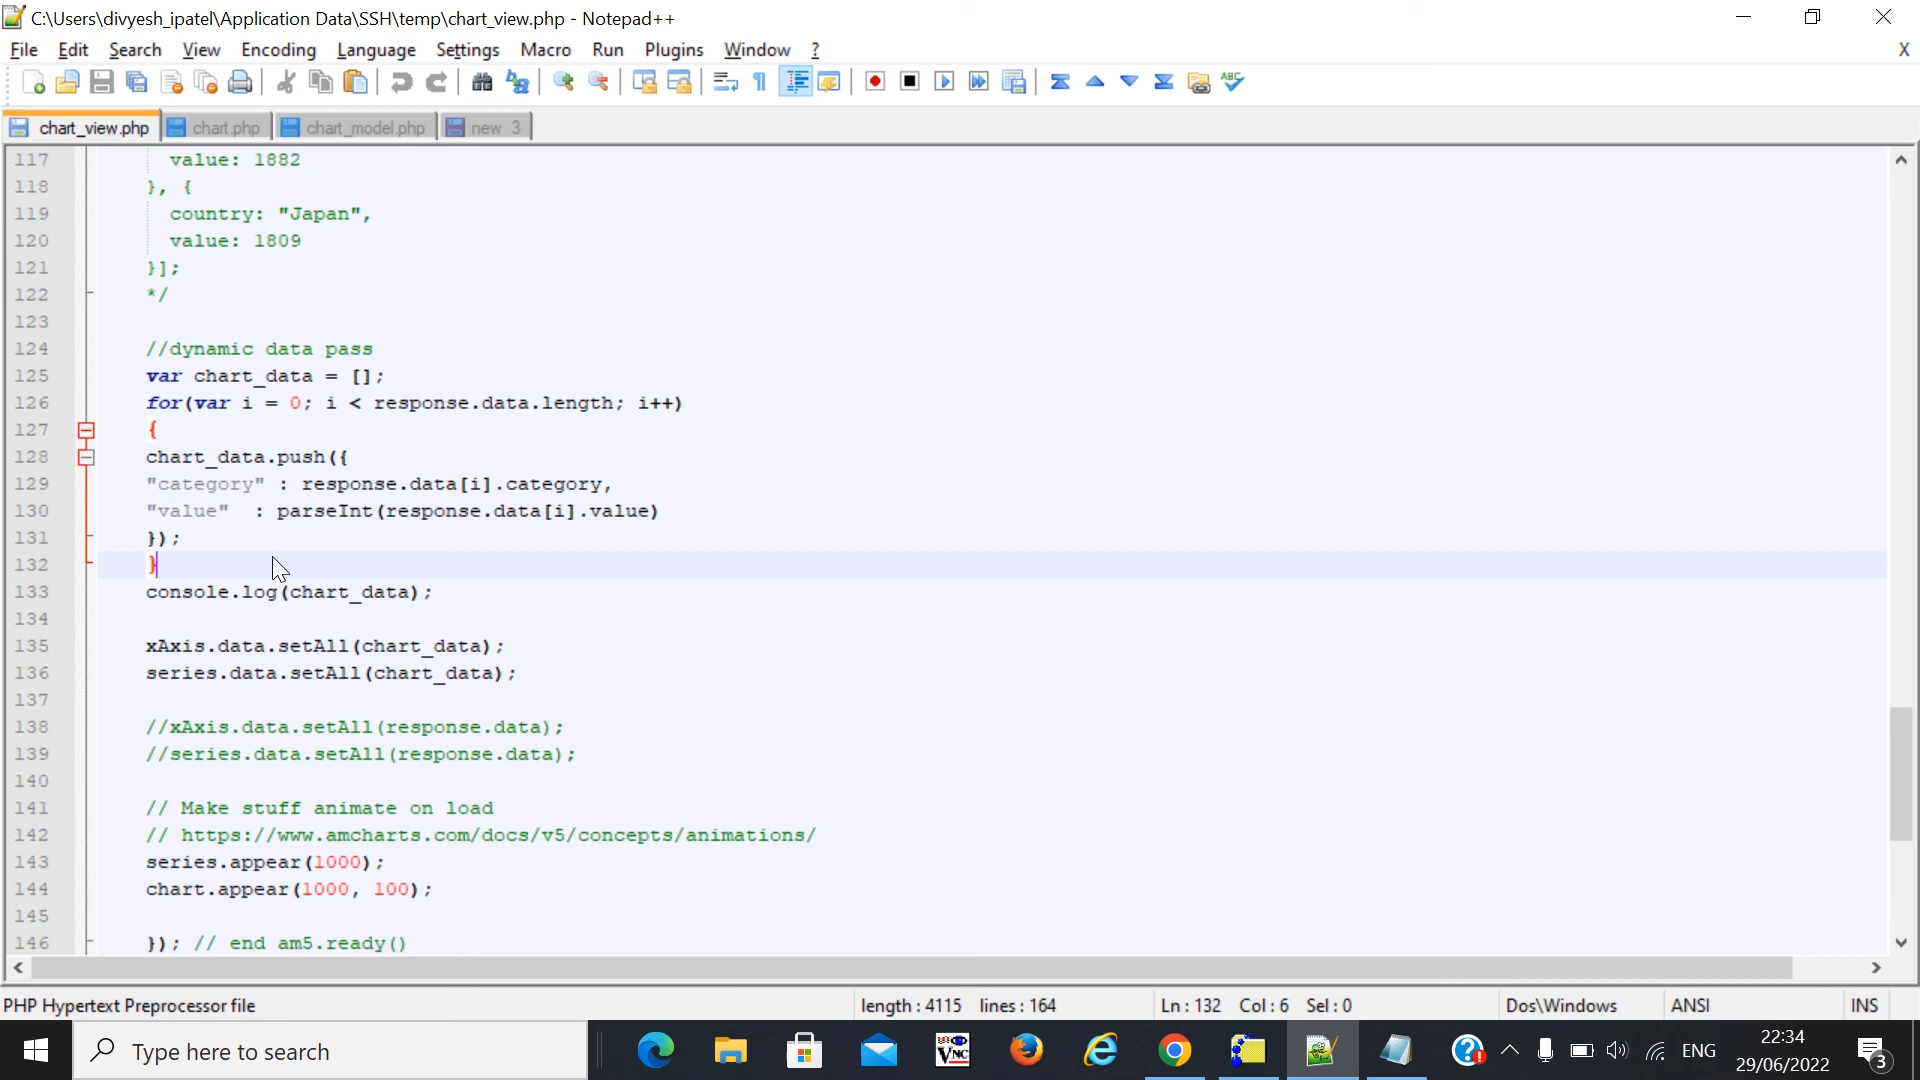 C:\Users\divyesh_ipatel\Application Data\SSH\temp\chart_view.php - Notepad++
File Edit Search View Encoding Language Settings Macro Run Plugins Window ? X
chart_view.php chart.php chart_model.php new 3
117 value: 1882
118 }, {
119 country: "Japan",
120 value: 1809
121 }];
122 */
123
124 //dynamic data pass
125 var chart_data = [];
126 for(var i = 0; i < response.data.length; i++)
127 {
128 chart_data.push({
129 "category" : response.data[i].category,
130 "value"  : parseInt(response.data[i].value)
131 });
132 }
133 console.log(chart_data);
134
135 xAxis.data.setAll(chart_data);
136 series.data.setAll(chart_data);
137
138 //xAxis.data.setAll(response.data);
139 //series.data.setAll(response.data);
140
141 // Make stuff animate on load
142 // https://www.amcharts.com/docs/v5/concepts/animations/
143 series.appear(1000);
144 chart.appear(1000, 100);
145
146 }); // end am5.ready()
PHP Hypertext Preprocessor file length : 4115 lines : 164 Ln : 132 Col : 6 Sel : 0 Dos\Windows ANSI INS
Type here to search ENG 22:34
29/06/2022 3